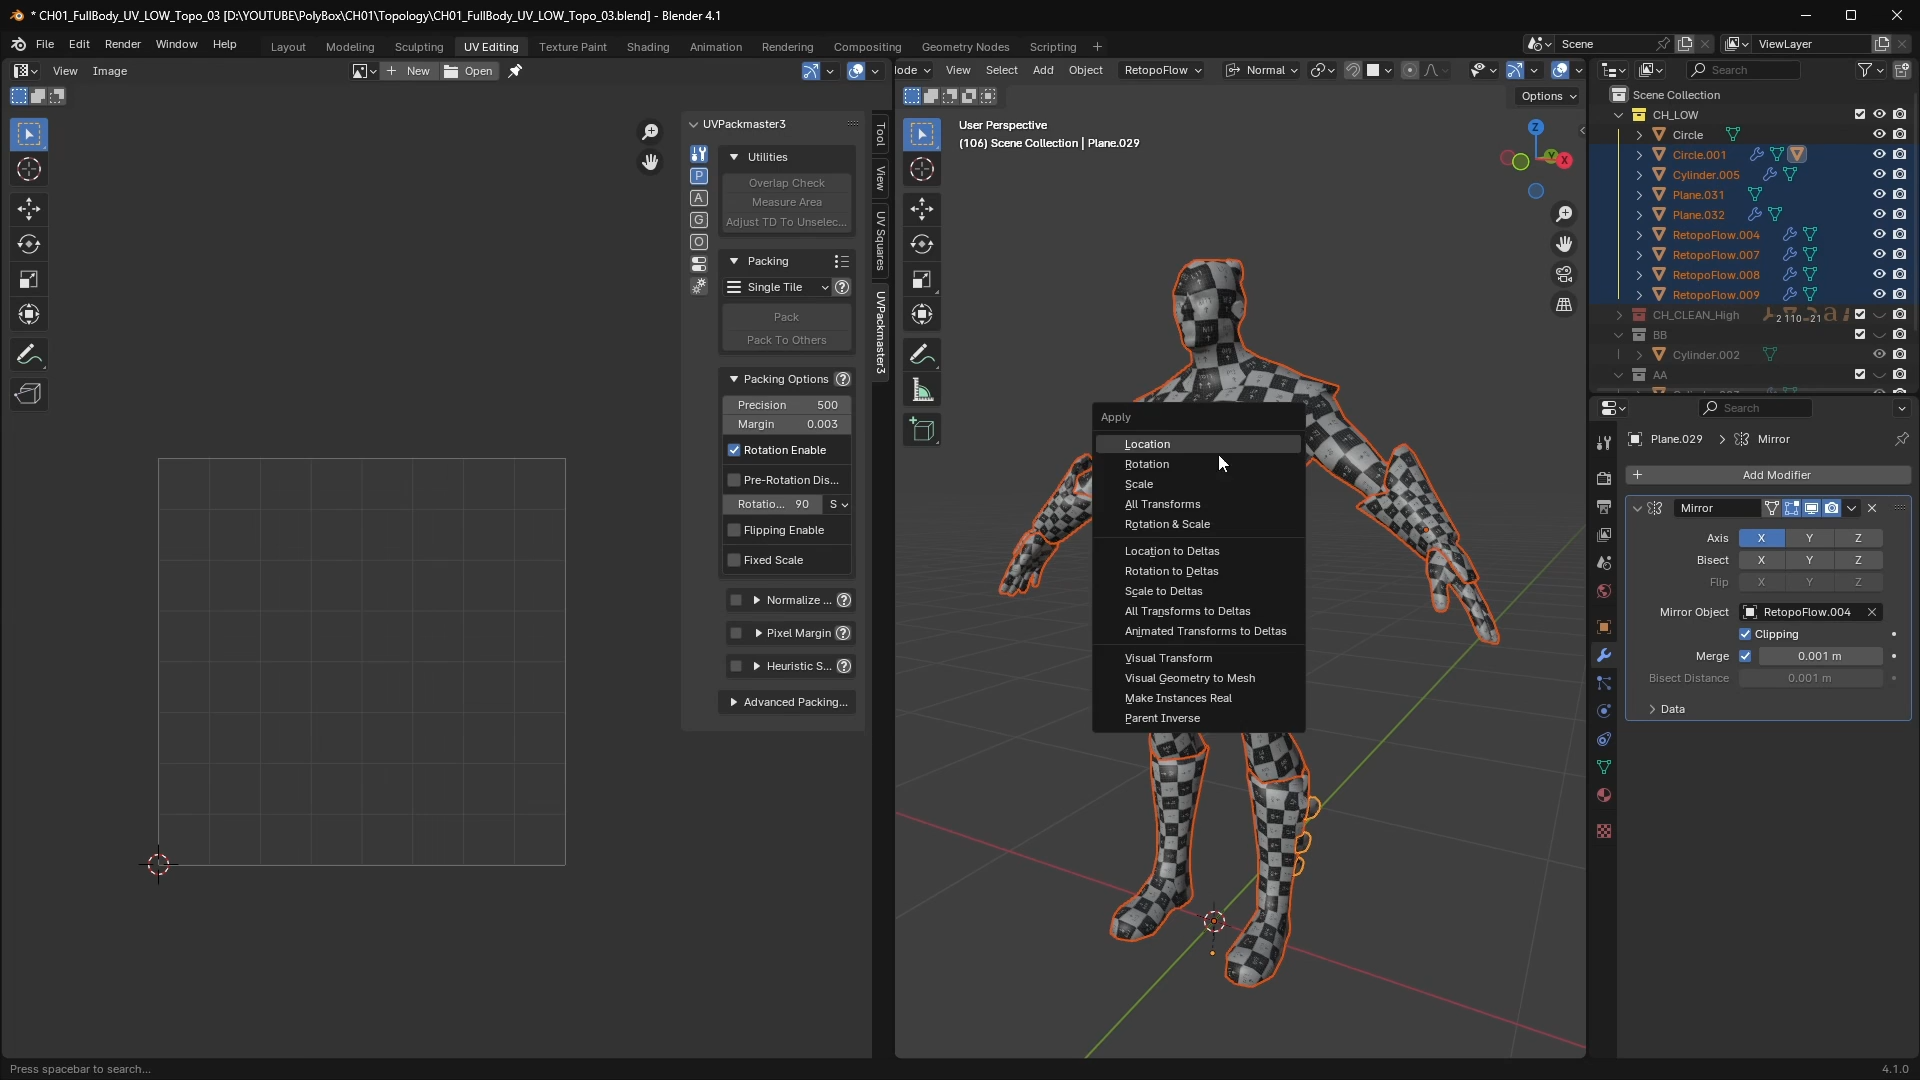 * CH01_FullBody_UV_LOW_Topo_03 [D:\YOUTUBE\PolyBox\CH01\Topology\CH01_FullBody_UV_LOW_Topo_03.blend] - Blender 4.1
File Edit Render Window Help
Layout Modeling Sculpting UV Editing Texture Paint Shading Animation Rendering Compositing Geometry Nodes Scripting +
Scene
ViewLayer
View Image
+ New Open
ode View Select Add Object RetopoFlow Normal
Search
Options
User Perspective
(106) Scene Collection | Plane.029
Z
Y
X
Tool
View
UV Squares
UVPackmaster3
UVPackmaster3
P
A
G
O
Utilities
Overlap Check
Measure Area
Adjust TD To Unselec...
Packing
Single Tile
Pack
Pack To Others
Packing Options
Precision 500
Margin 0.003
Rotation Enable
Pre-Rotation Dis...
Rotatio... 90 S
Flipping Enable
Fixed Scale
Normalize ...
Pixel Margin
Heuristic S...
Advanced Packing...
Apply
Location
Rotation
Scale
All Transforms
Rotation & Scale
Location to Deltas
Rotation to Deltas
Scale to Deltas
All Transforms to Deltas
Animated Transforms to Deltas
Visual Transform
Visual Geometry to Mesh
Make Instances Real
Parent Inverse
Scene Collection
CH_LOW
Circle
Circle.001
Cylinder.005
Plane.031
Plane.032
RetopoFlow.004
RetopoFlow.007
RetopoFlow.008
RetopoFlow.009
CH_CLEAN_High 2 110 21
BB
Cylinder.002
AA
Search
Plane.029 > Mirror
+ Add Modifier
Mirror
Axis X Y Z
Bisect X Y Z
Flip X Y Z
Mirror Object RetopoFlow.004
Clipping
Merge 0.001 m
Bisect Distance 0.001 m
Data
Press spacebar to search...
4.1.0